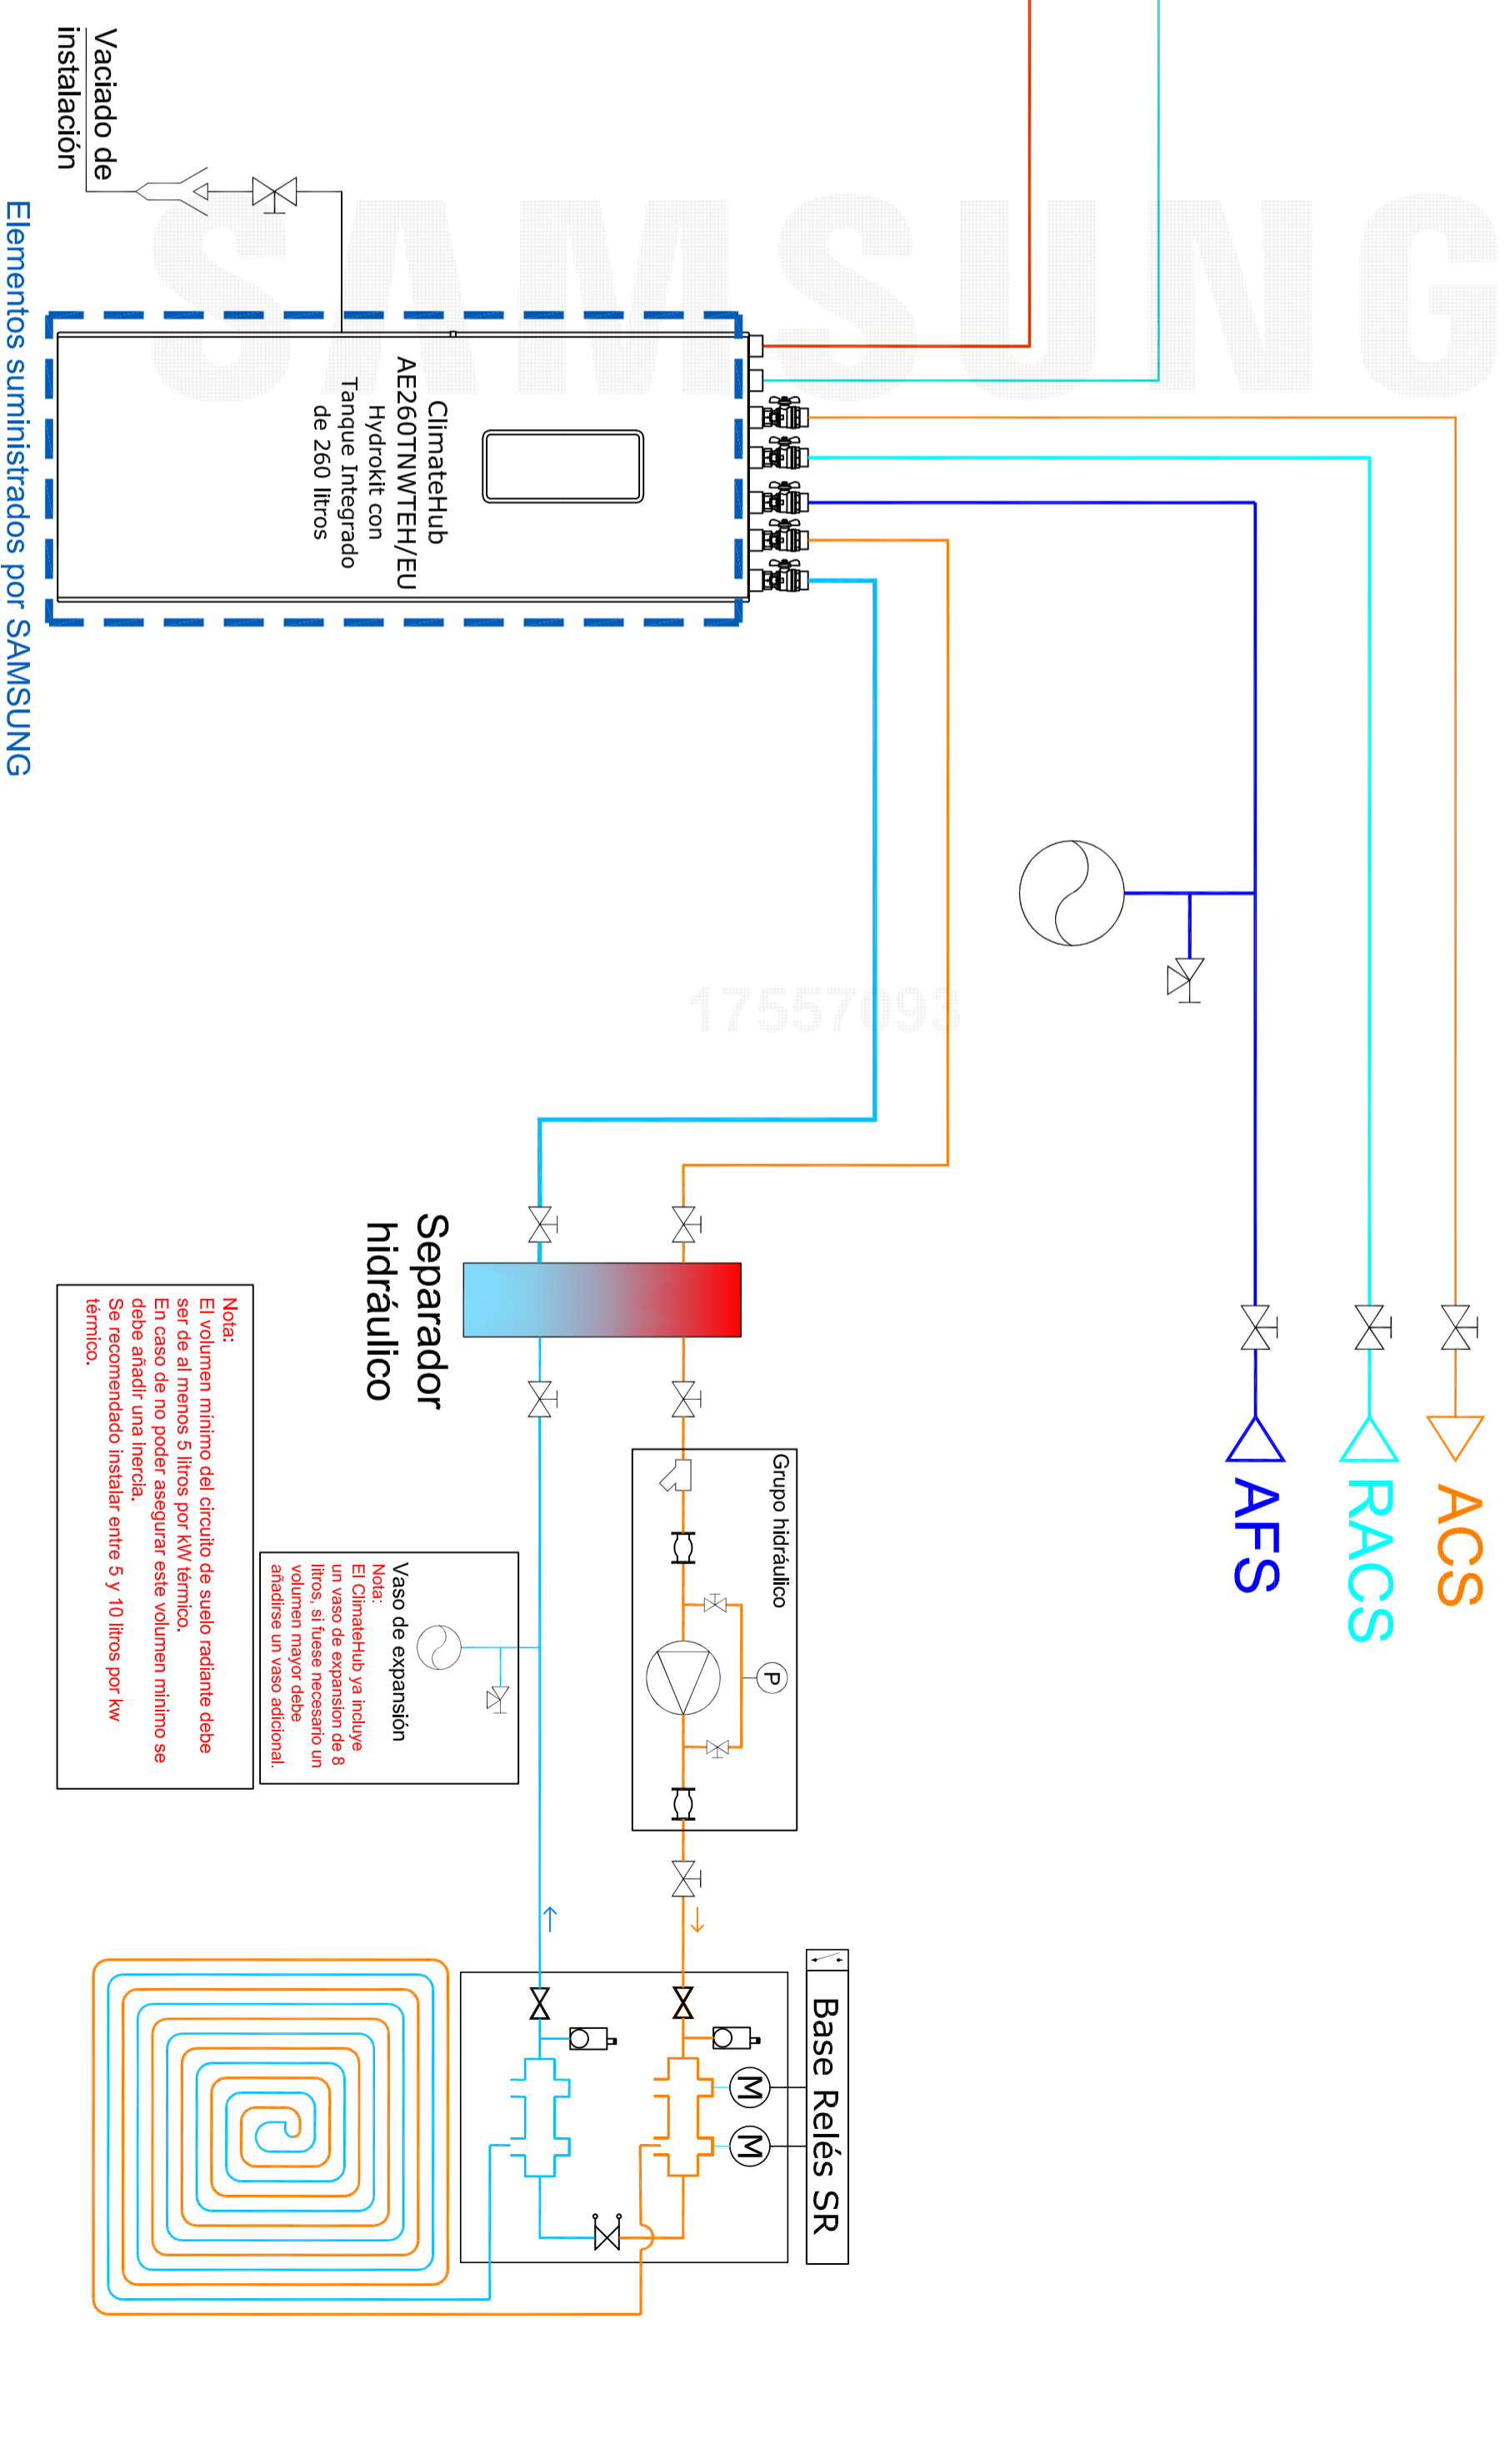 SAMSUNG
17557093
ACS
RACS
AFS
Vaciado de
instalación
ClimateHub
AE260TNWTEH/EU
Hydrokit con
Tanque Integrado
de 260 litros
Elementos suministrados por SAMSUNG
Separador
hidráulico
Grupo hidráulico
P
Base Relés SR
M
M
Vaso de expansión
Nota:
El ClimateHub ya incluye
un vaso de expansion de 8
litros, si fuese necesario un
volumen mayor debe
añadirse un vaso adicional.
Nota:
El volumen mínimo del circuito de suelo radiante debe
ser de al menos 5 litros por kW térmico.
En caso de no poder asegurar este volumen minimo se
debe añadir una inercia.
Se recomendado instalar entre 5 y 10 litros por kw
térmico.